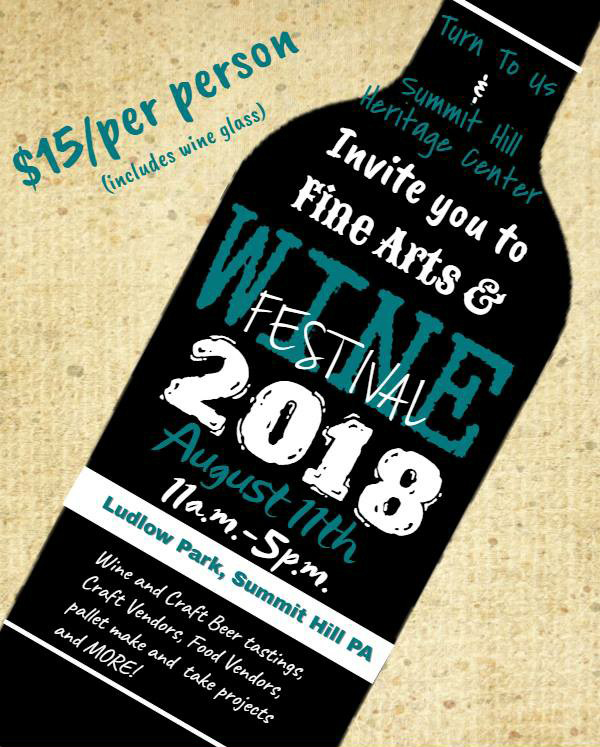 $15/per person
(includes wine glass)
Turn To Us
&
Summit Hill
Heritage Center
Invite you to
Fine Arts &
WINE
FESTIVAL
2018
August 11th
11a.m.-5p.m.
Ludlow Park, Summit Hill PA
Wine and Craft Beer tastings,
Craft Vendors, Food Vendors,
pallet make and take projects
and MORE!